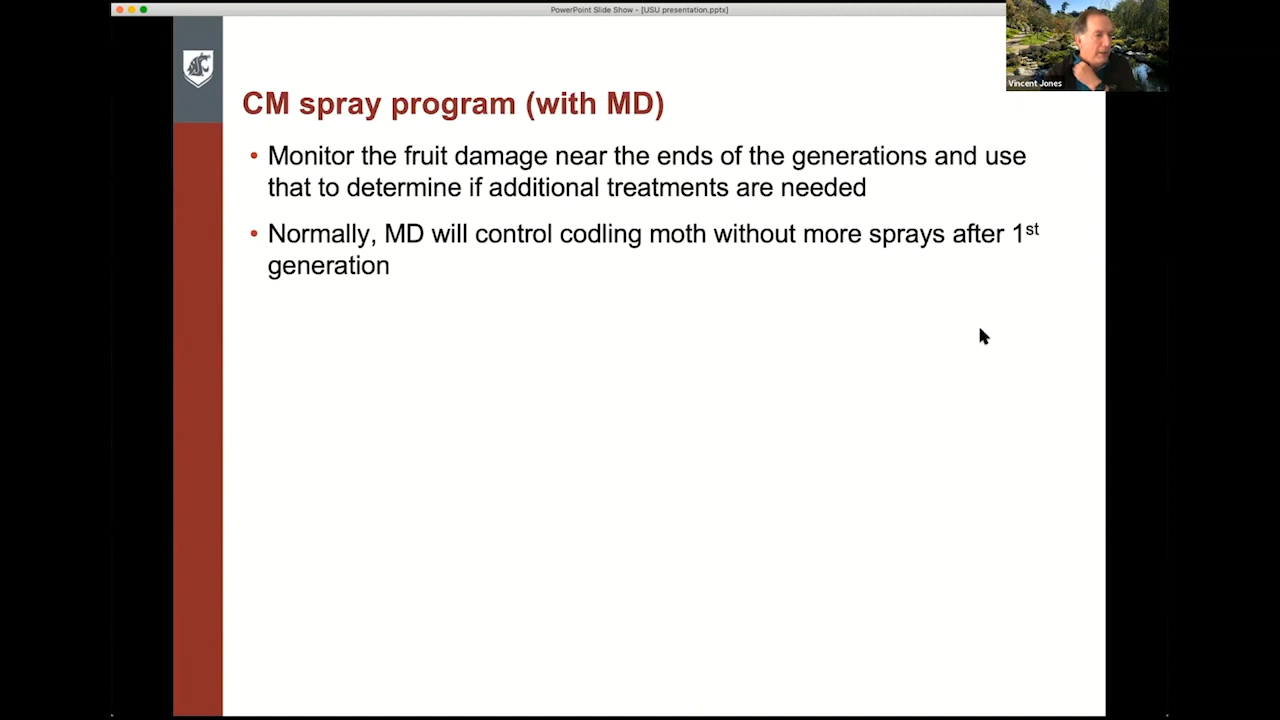 PowerPoint Slide Show - [USU presentation.pptx]
Vincent Jones
CM spray program (with MD)
• Monitor the fruit damage near the ends of the generations and use
that to determine if additional treatments are needed
• Normally, MD will control codling moth without more sprays after 1st
generation